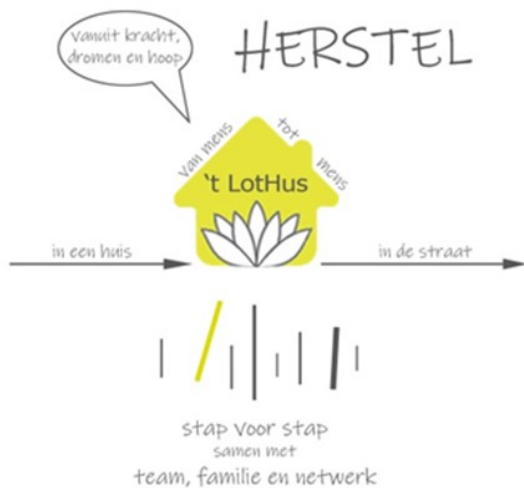 vanuit kracht,
dromen en hoop
HERSTEL
van mens tot mens
't LotHus
in een huis
in de straat
stap voor stap
samen met
team, familie en netwerk